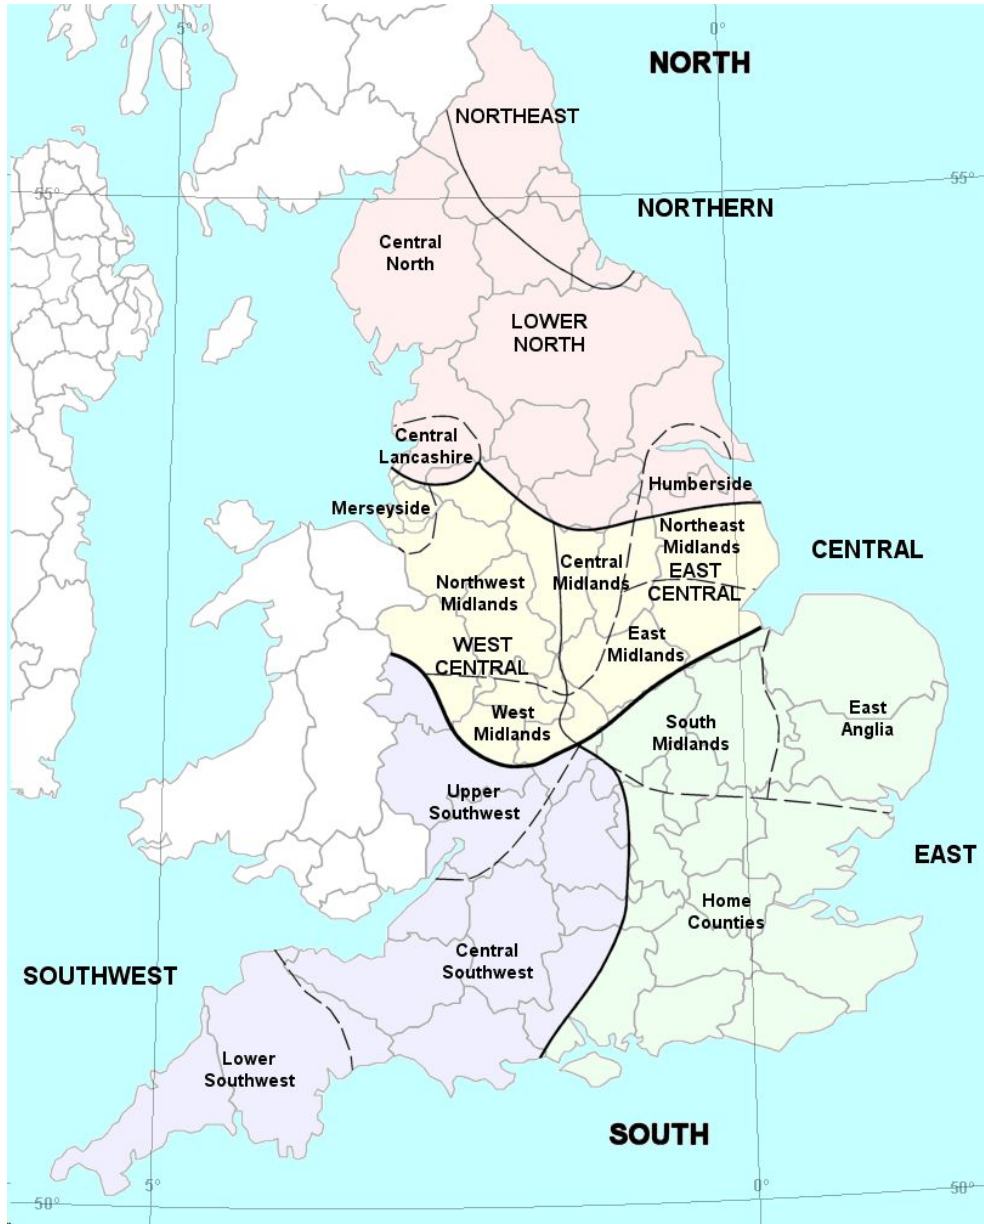 5°
0°
NORTH
NORTHEAST
55°
55°
NORTHERN
Central
North
LOWER
NORTH
Central
Lancashire
Humberside
Merseyside
Northeast
Midlands
CENTRAL
Central
Midlands
EAST
CENTRAL
Northwest
Midlands
East
Midlands
WEST
CENTRAL
West
Midlands
South
Midlands
East
Anglia
Upper
Southwest
EAST
Home
Counties
Central
Southwest
SOUTHWEST
Lower
Southwest
SOUTH
50°
5°
0°
50°